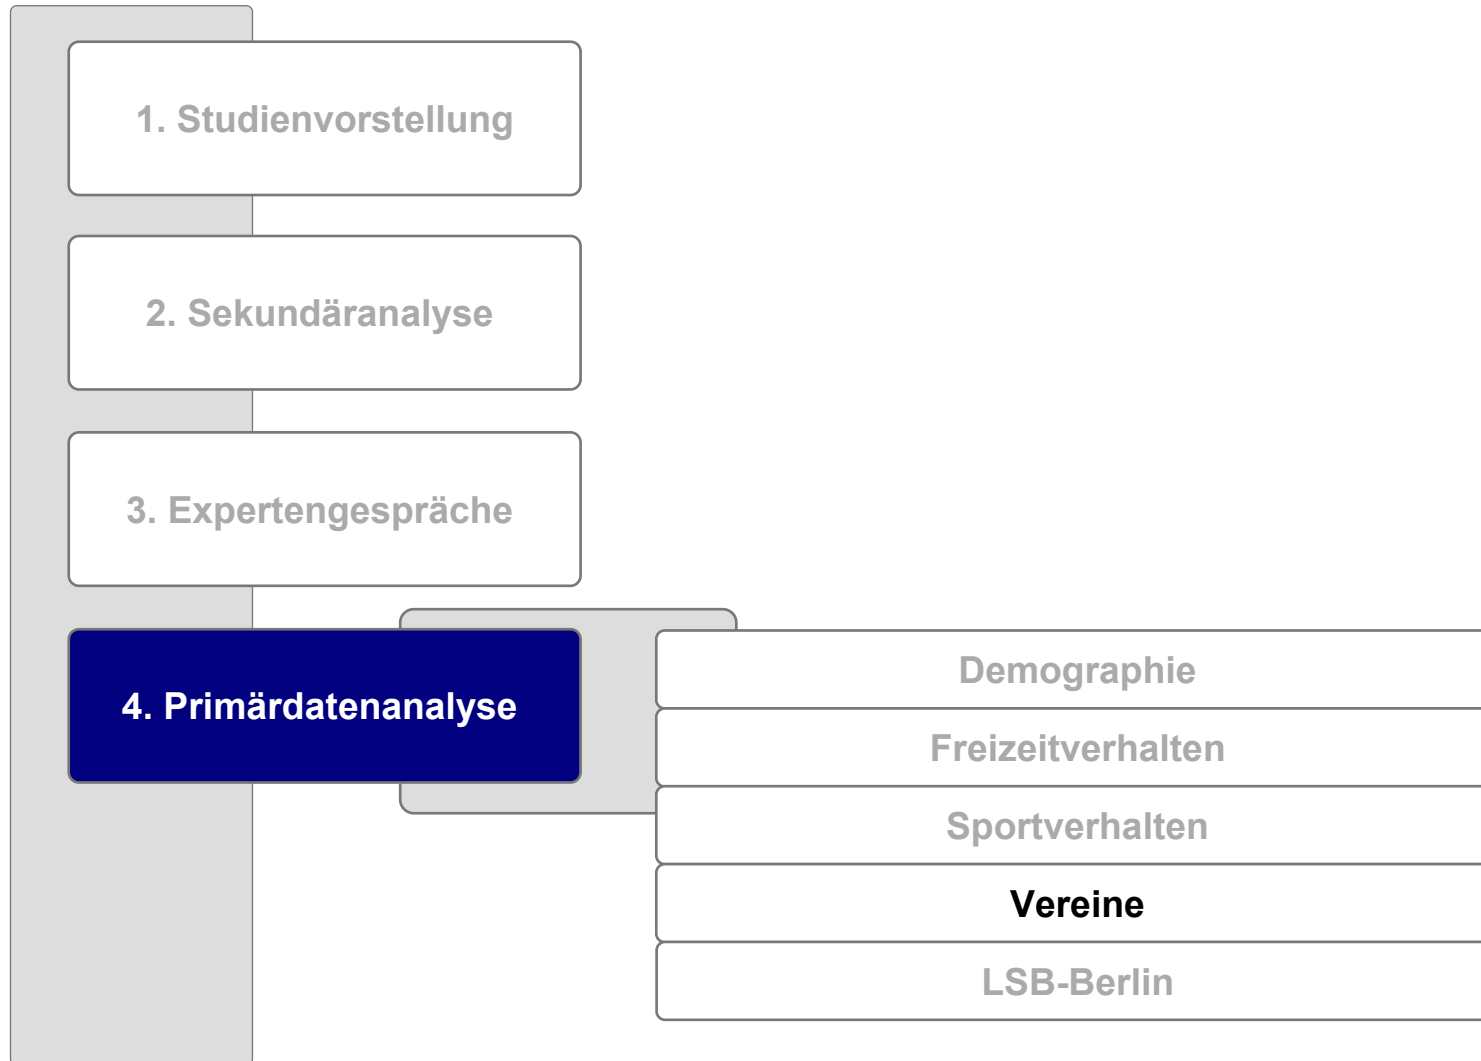 1. Studienvorstellung
2. Sekundäranalyse
3. Expertengespräche
4. Primärdatenanalyse
Demographie
Freizeitverhalten
Sportverhalten
Vereine
LSB-Berlin